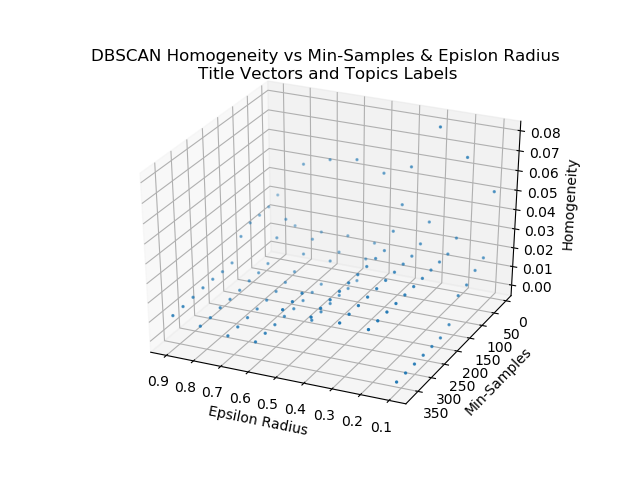 DBSCAN Homogeneity vs Min-Samples & Epislon Radius
Title Vectors and Topics Labels
0.08
0.07
0.06
0.05
0.04
0.03
0.02
0.01
0.00
Homogeneity
0
50
100
150
200
250
300
350
Min-Samples
0.9 0.8 0.7 0.6 0.5 0.4 0.3 0.2 0.1
Epsilon Radius